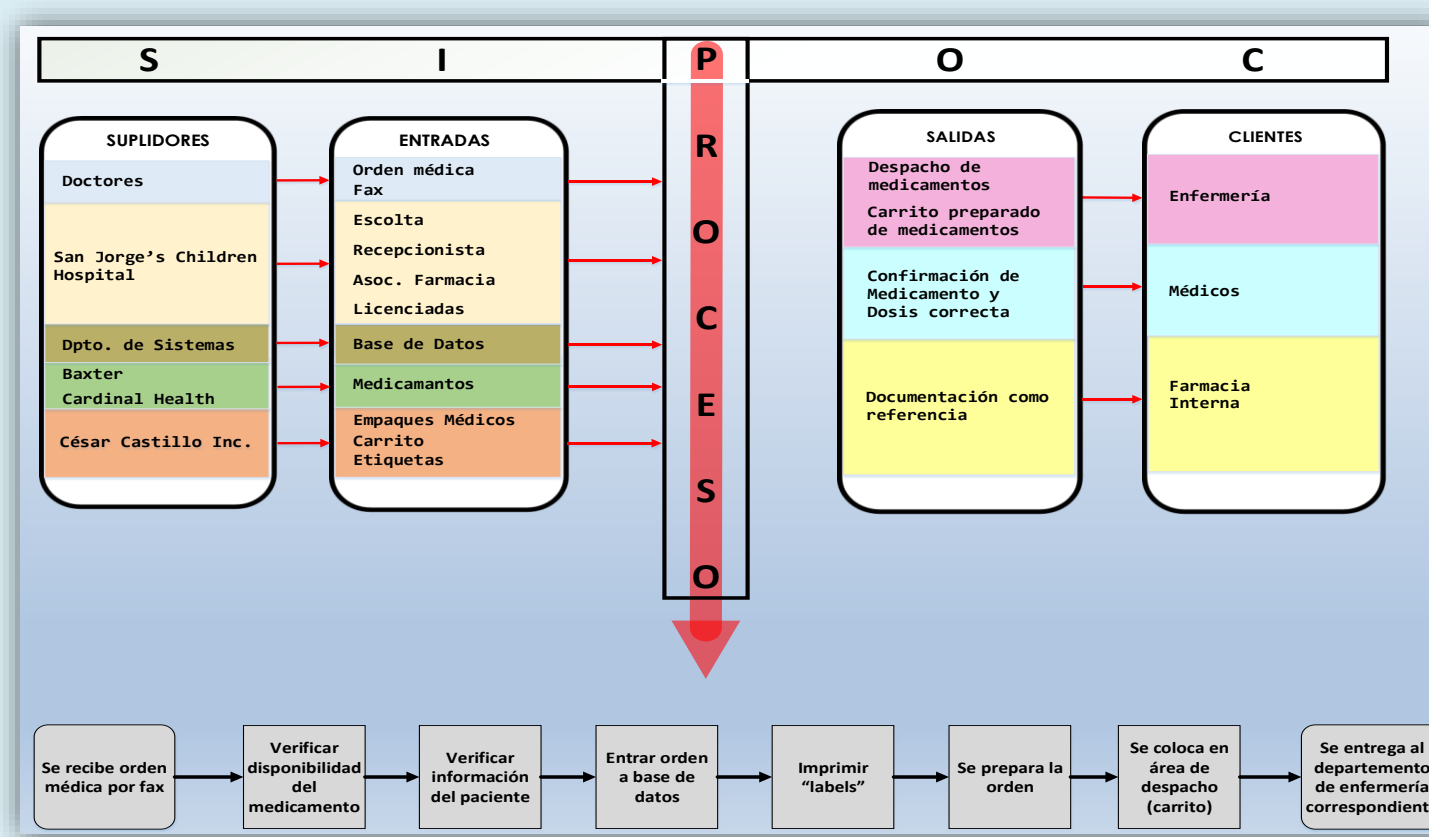 S I P O C
R
O
C
E
S
O
SUPLIDORES
Doctores
San Jorge's Children
Hospital
Dpto. de Sistemas
Baxter
Cardinal Health
César Castillo Inc.
ENTRADAS
Orden médica
Fax
Escolta
Recepcionista
Asoc. Farmacia
Licenciadas
Base de Datos
Medicamantos
Empaques Médicos
Carrito
Etiquetas
SALIDAS
Despacho de
medicamentos
Carrito preparado
de medicamentos
Confirmación de
Medicamento y
Dosis correcta
Documentación como
referencia
CLIENTES
Enfermería
Médicos
Farmacia
Interna
Se recibe orden
médica por fax
Verificar
disponibilidad
del
medicamento
Verificar
información
del paciente
Entrar orden
a base de
datos
Imprimir
“labels”
Se prepara la
orden
Se coloca en
área de
despacho
(carrito)
Se entrega al
departemento
de enfermería
correspondient